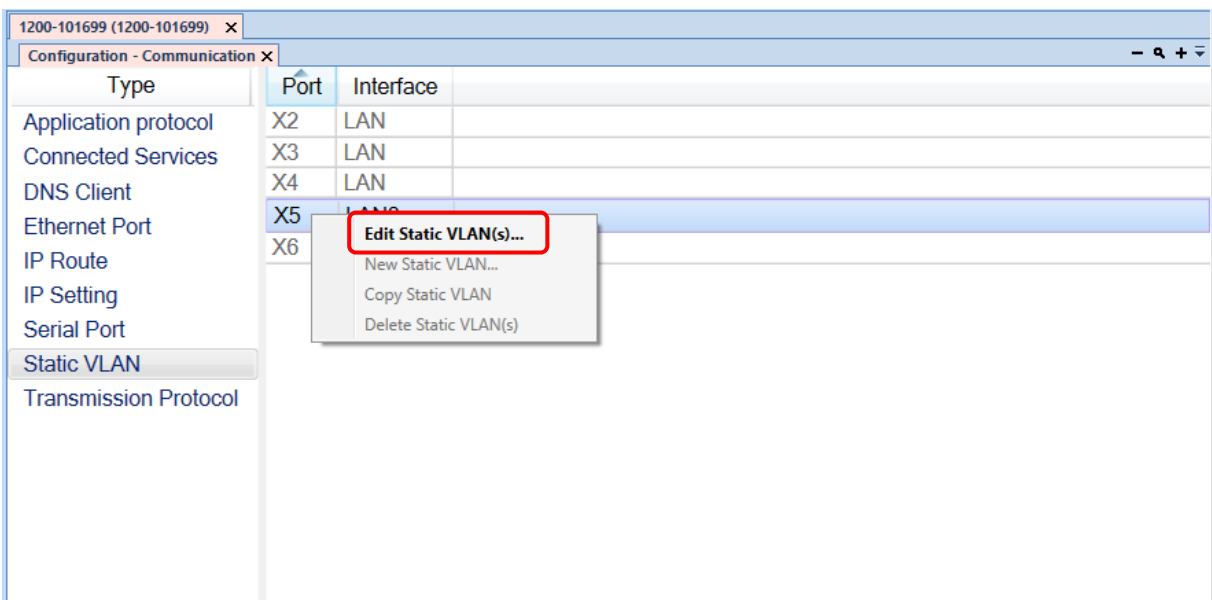 1200-101699 (1200-101699)
Configuration - Communication
Type
Port Interface
Application protocol
Connected Services
DNS Client
Ethernet Port
IP Route
IP Setting
Serial Port
Static VLAN
Transmission Protocol
X2 LAN
X3 LAN
X4 LAN
X5
X6
Edit Static VLAN(s)...
New Static VLAN...
Copy Static VLAN
Delete Static VLAN(s)